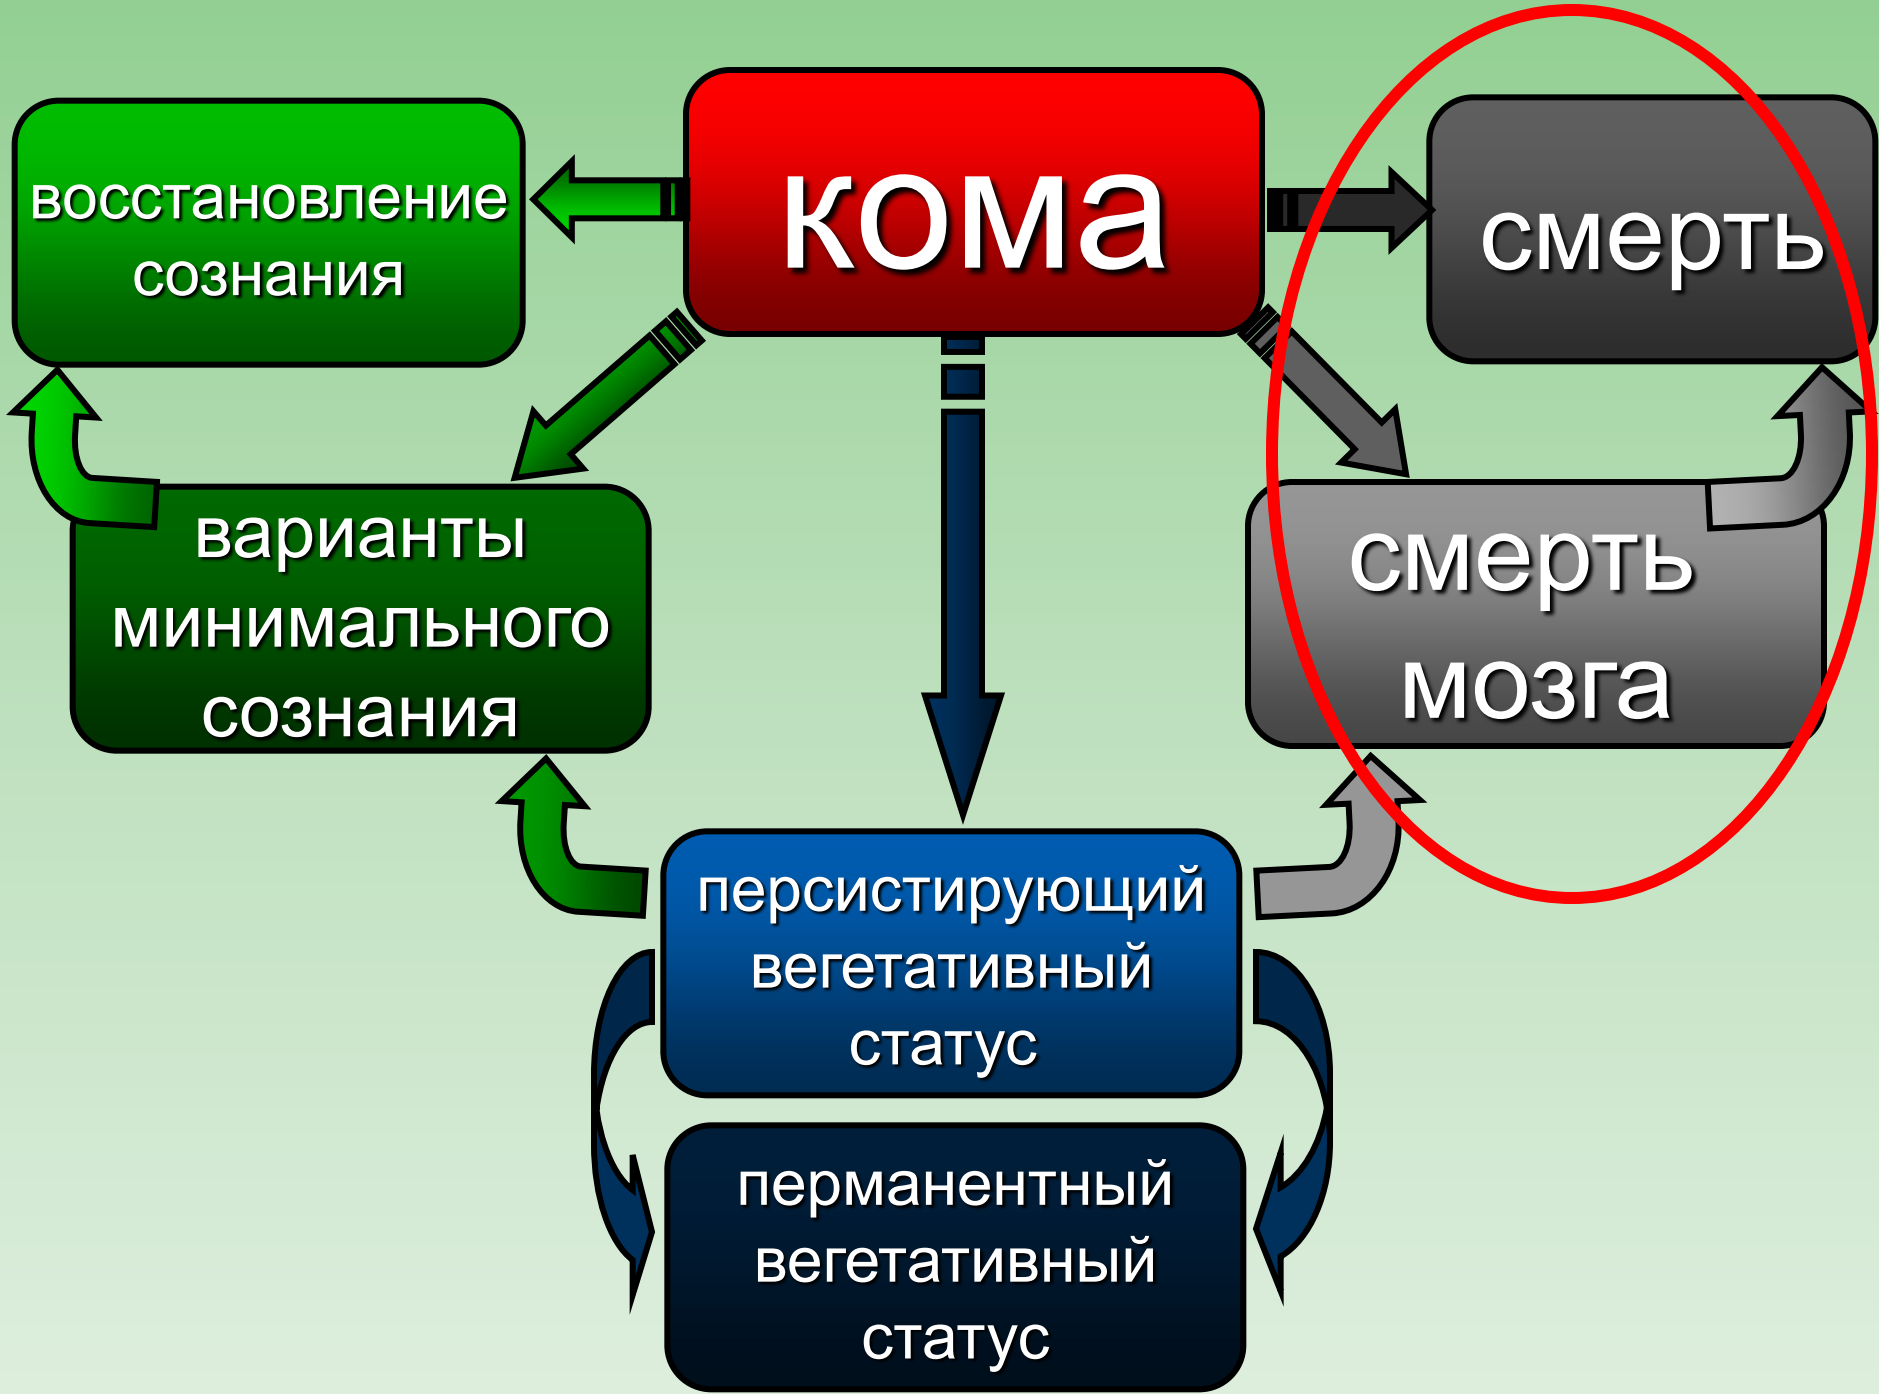 кома
восстановление
сознания
смерть
варианты
минимального
сознания
смерть
мозга
персистирующий
вегетативный
статус
перманентный
вегетативный
статус